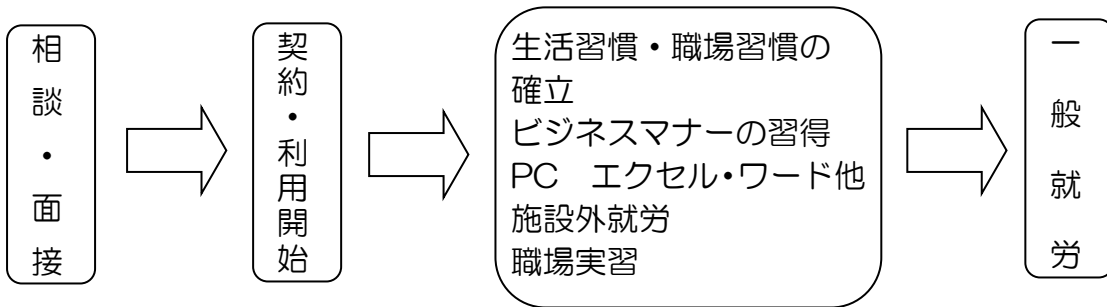 相談・面接
契約・利用開始
生活習慣・職場習慣の
確立
ビジネスマナーの習得
PC　エクセル・ワード他
施設外就労
職場実習
一般就労